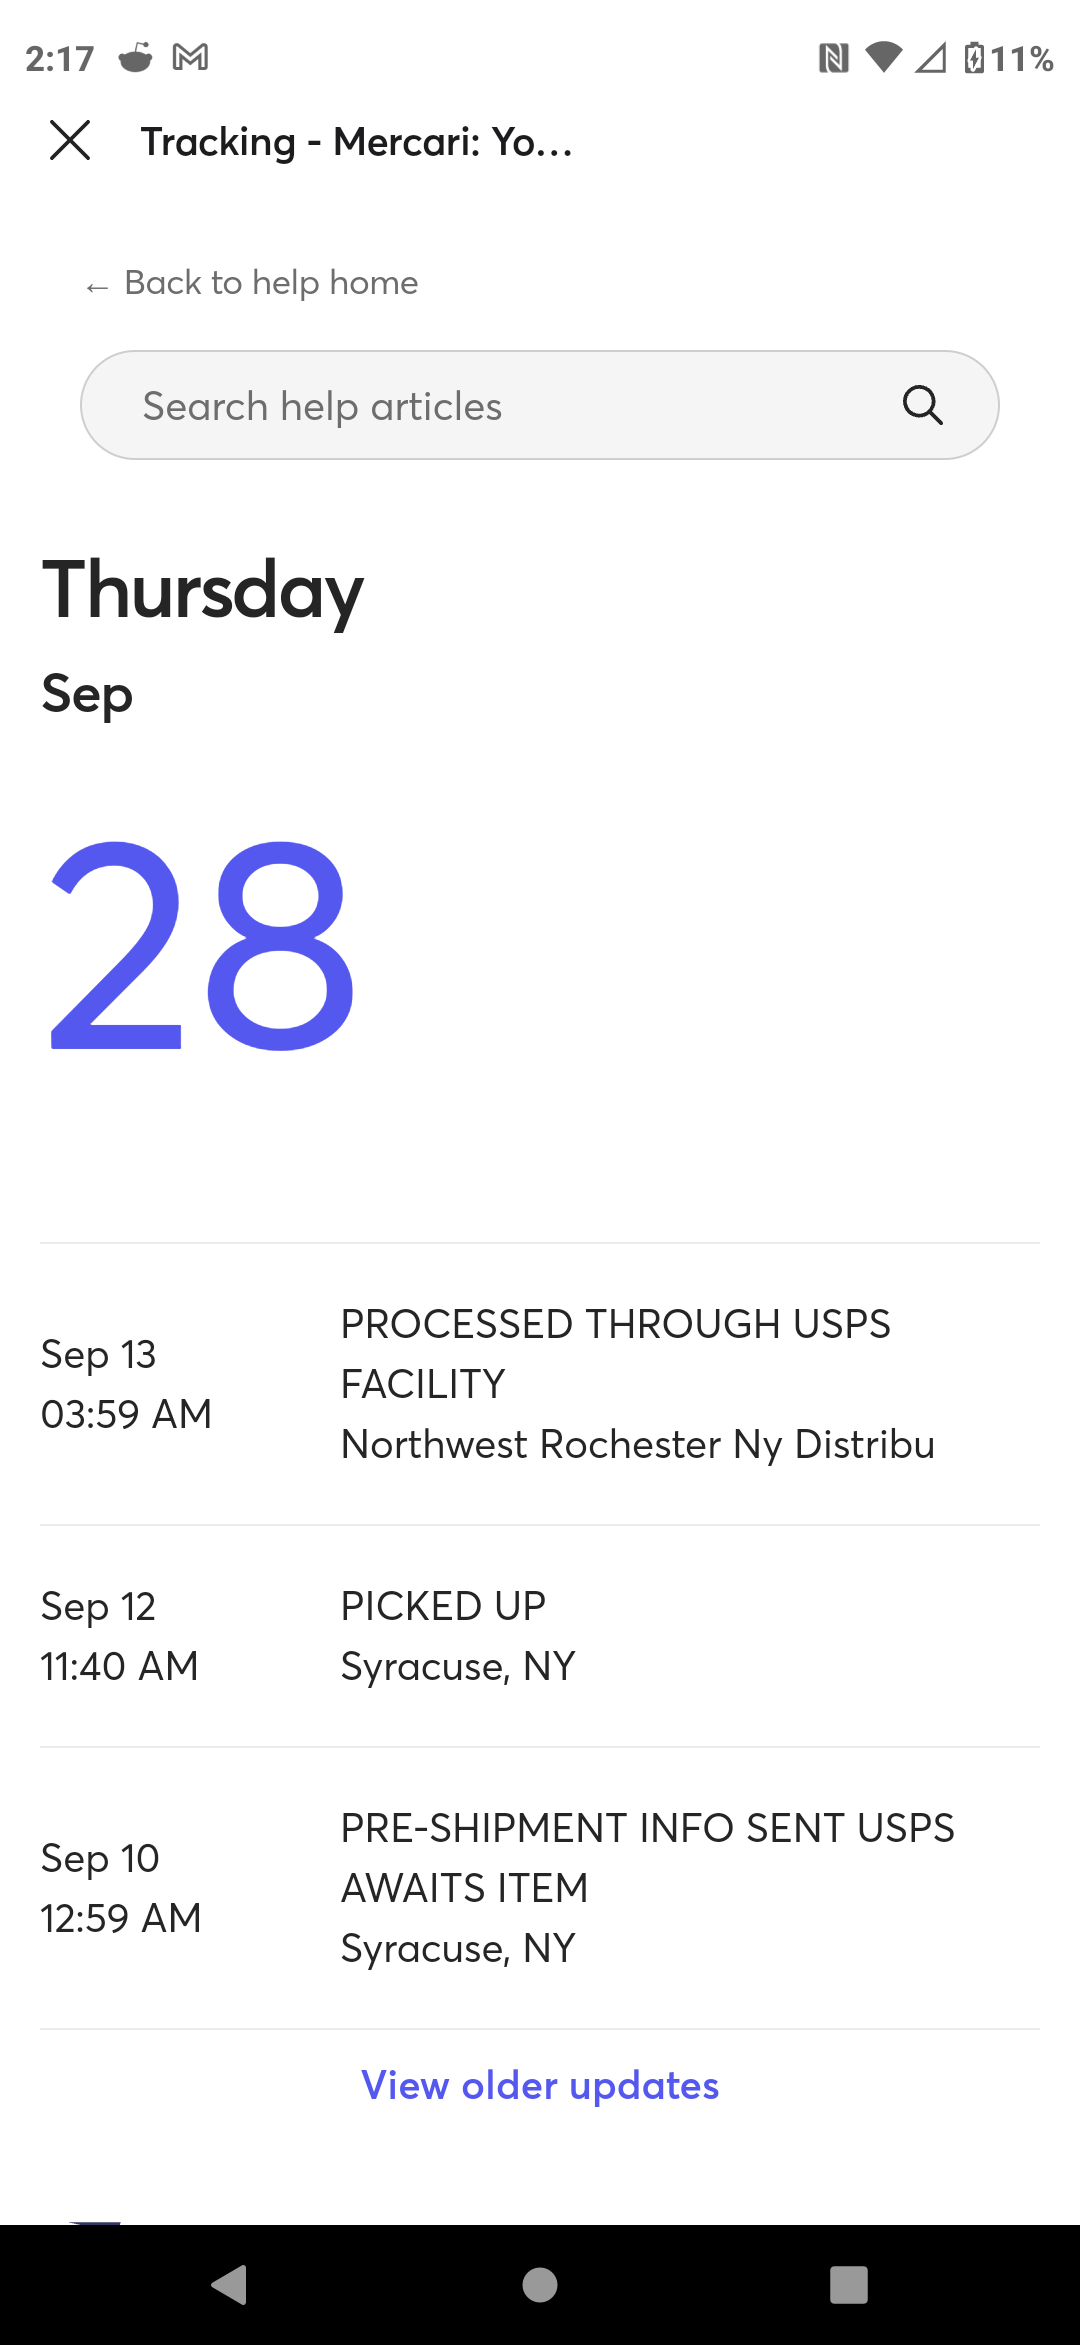 2:17
11%
Tracking - Mercari: Yo...
← Back to help home
Search help articles
Thursday
Sep
28
Sep 13
03:59 AM
PROCESSED THROUGH USPS
FACILITY
Northwest Rochester Ny Distribu
Sep 12
11:40 AM
PICKED UP
Syracuse, NY
Sep 10
12:59 AM
PRE-SHIPMENT INFO SENT USPS
AWAITS ITEM
Syracuse, NY
View older updates